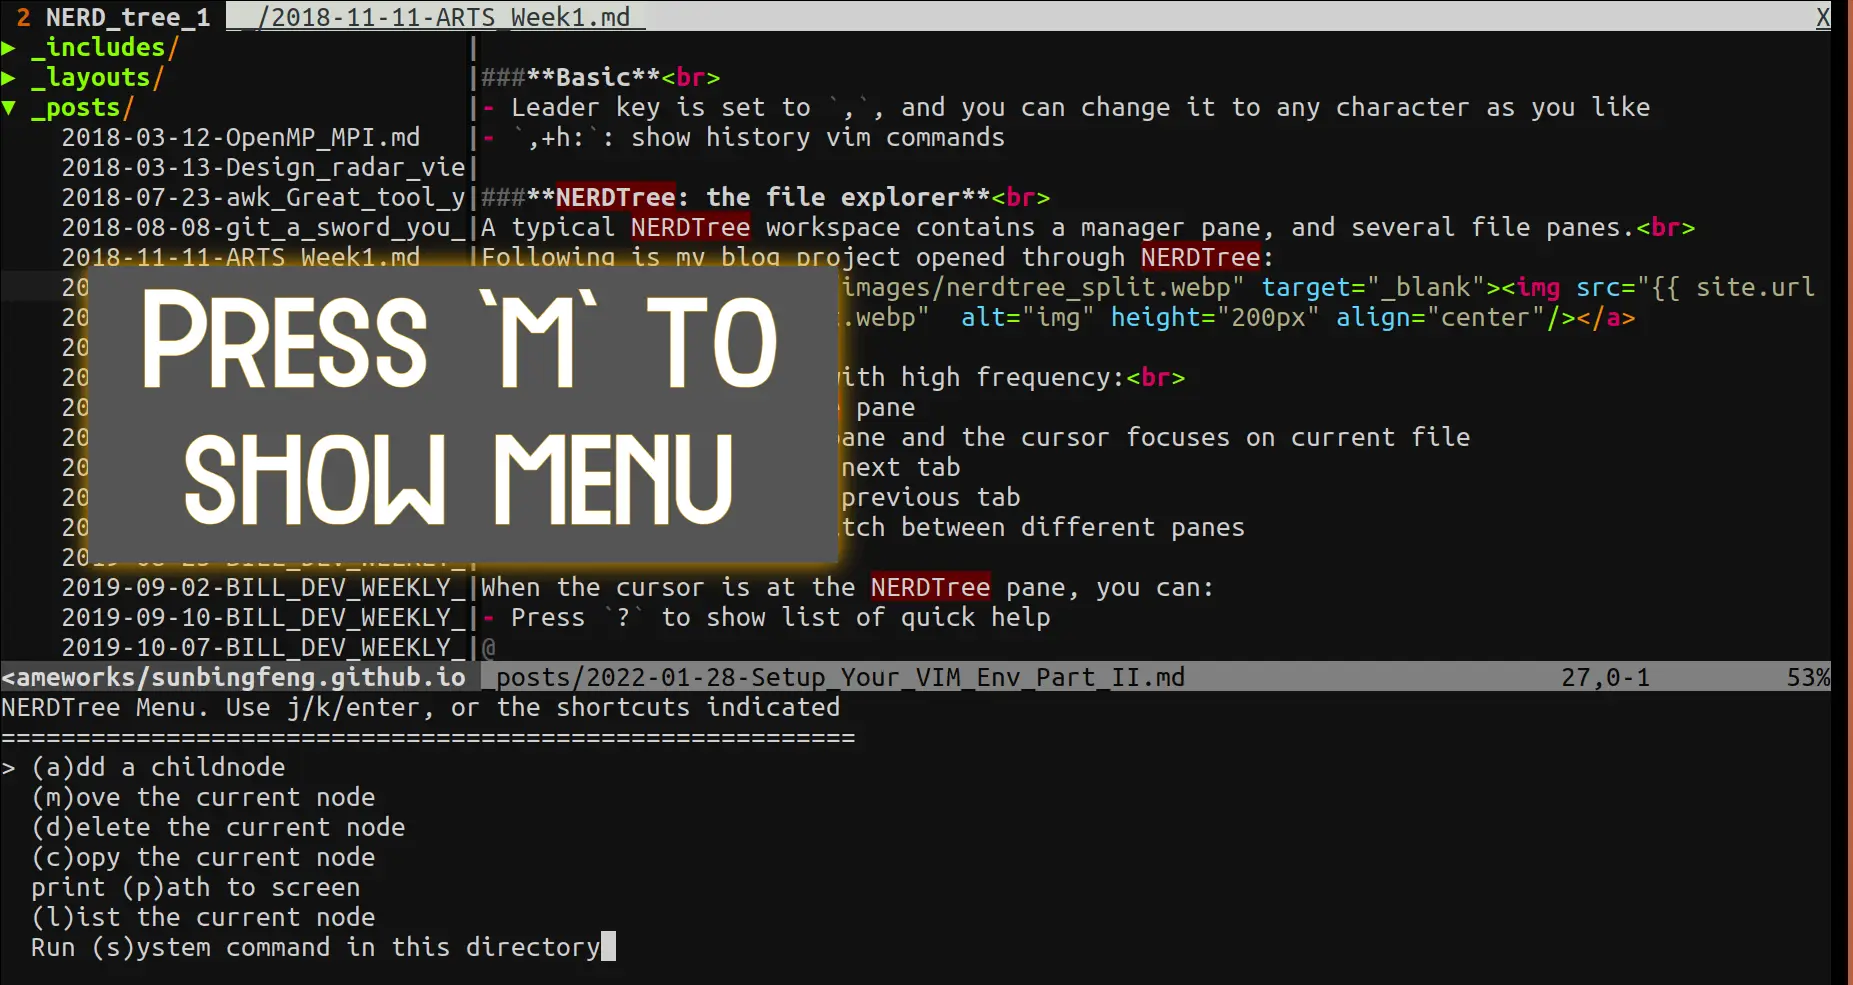 2 NERD_tree_1 _/2018-11-11-ARTS_Week1.md X
▶ _includes/
▶ _layouts/
▼ _posts/
2018-03-12-OpenMP_MPI.md
2018-03-13-Design_radar_vie
2018-07-23-awk_Great_tool_y
2018-08-08-git_a_sword_you_
2018-11-11-ARTS_Week1.md
20
20
20
20
20
20
20
20
20
2019-08-25-BILL_DEV_WEEKLY_
2019-09-02-BILL_DEV_WEEKLY_
2019-09-10-BILL_DEV_WEEKLY_
2019-10-07-BILL_DEV_WEEKLY_
###**Basic**<br>
- Leader key is set to `,`, and you can change it to any character as you like
- `,+h:`: show history vim commands
###**NERDTree: the file explorer**<br>
A typical NERDTree workspace contains a manager pane, and several file panes.<br>
Following is my blog project opened through NERDTree:
images/nerdtree_split.webp" target="_blank"><img src="{{ site.url
.webp"  alt="img" height="200px" align="center"/></a>
with high frequency:<br>
pane
pane and the cursor focuses on current file
next tab
previous tab
tch between different panes
When the cursor is at the NERDTree pane, you can:
- Press `?` to show list of quick help
@
PRESS `M` TO
SHOW MENU
<ameworks/sunbingfeng.github.io _posts/2022-01-28-Setup_Your_VIM_Env_Part_II.md 27,0-1 53%
NERDTree Menu. Use j/k/enter, or the shortcuts indicated
=========================================================
> (a)dd a childnode
(m)ove the current node
(d)elete the current node
(c)opy the current node
print (p)ath to screen
(l)ist the current node
Run (s)ystem command in this directory